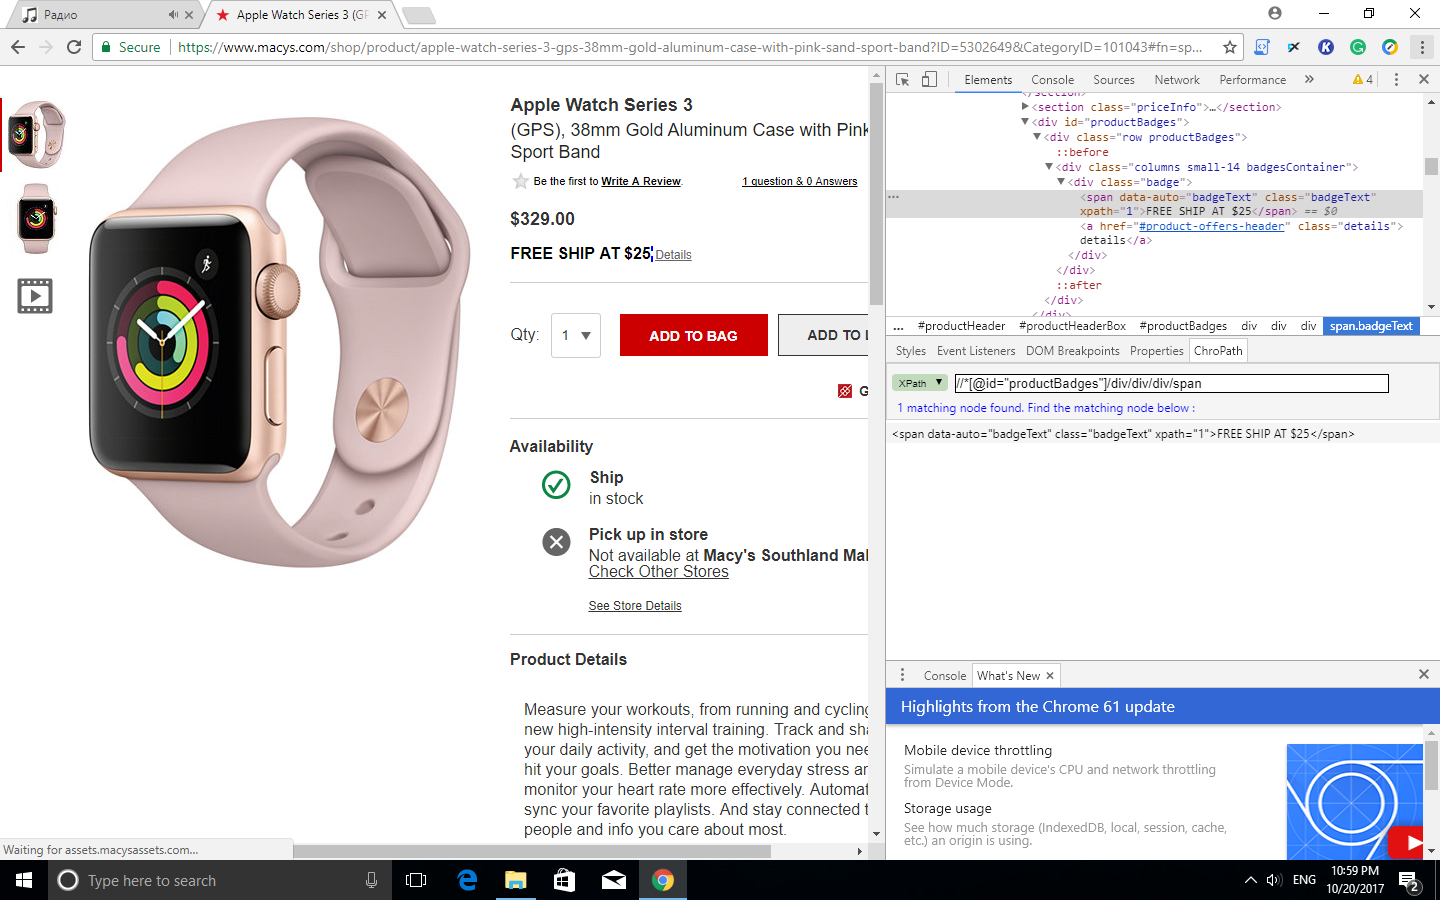 Радио
Apple Watch Series 3 (GP
Secure
https://www.macys.com/shop/product/apple-watch-series-3-gps-38mm-gold-aluminum-case-with-pink-sand-sport-band?ID=5302649&CategoryID=101043#fn=sp...
Apple Watch Series 3
(GPS), 38mm Gold Aluminum Case with Pink
Sport Band
Be the first to Write A Review.
1 question & 0 Answers
$329.00
FREE SHIP AT $25 Details
Qty:
1
ADD TO BAG
ADD TO L
G
Availability
Ship
in stock
Pick up in store
Not available at Macy's Southland Mal
Check Other Stores
See Store Details
Product Details
Measure your workouts, from running and cycling
new high-intensity interval training. Track and sha
your daily activity, and get the motivation you nee
hit your goals. Better manage everyday stress an
monitor your heart rate more effectively. Automat
sync your favorite playlists. And stay connected t
people and info you care about most.
Waiting for assets.macysassets.com...
Elements Console Sources Network Performance » 4
</section>
<section class="priceInfo">…</section>
<div id="productBadges">
<div class="row productBadges">
::before
<div class="columns small-14 badgesContainer">
<div class="badge">
<span data-auto="badgeText" class="badgeText"
xpath="1">FREE SHIP AT $25</span> == $0
<a href="#product-offers-header" class="details">
details</a>
</div>
</div>
::after
</div>
</div>
... #productHeader #productHeaderBox #productBadges div div div span.badgeText
Styles Event Listeners DOM Breakpoints Properties ChroPath
XPath
//*[@id="productBadges"]/div/div/div/span
1 matching node found. Find the matching node below :
<span data-auto="badgeText" class="badgeText" xpath="1">FREE SHIP AT $25</span>
Console What's New
Highlights from the Chrome 61 update
Mobile device throttling
Simulate a mobile device's CPU and network throttling
from Device Mode.
Storage usage
See how much storage (IndexedDB, local, session, cache,
etc.) an origin is using.
Type here to search
ENG
10:59 PM
10/20/2017
2